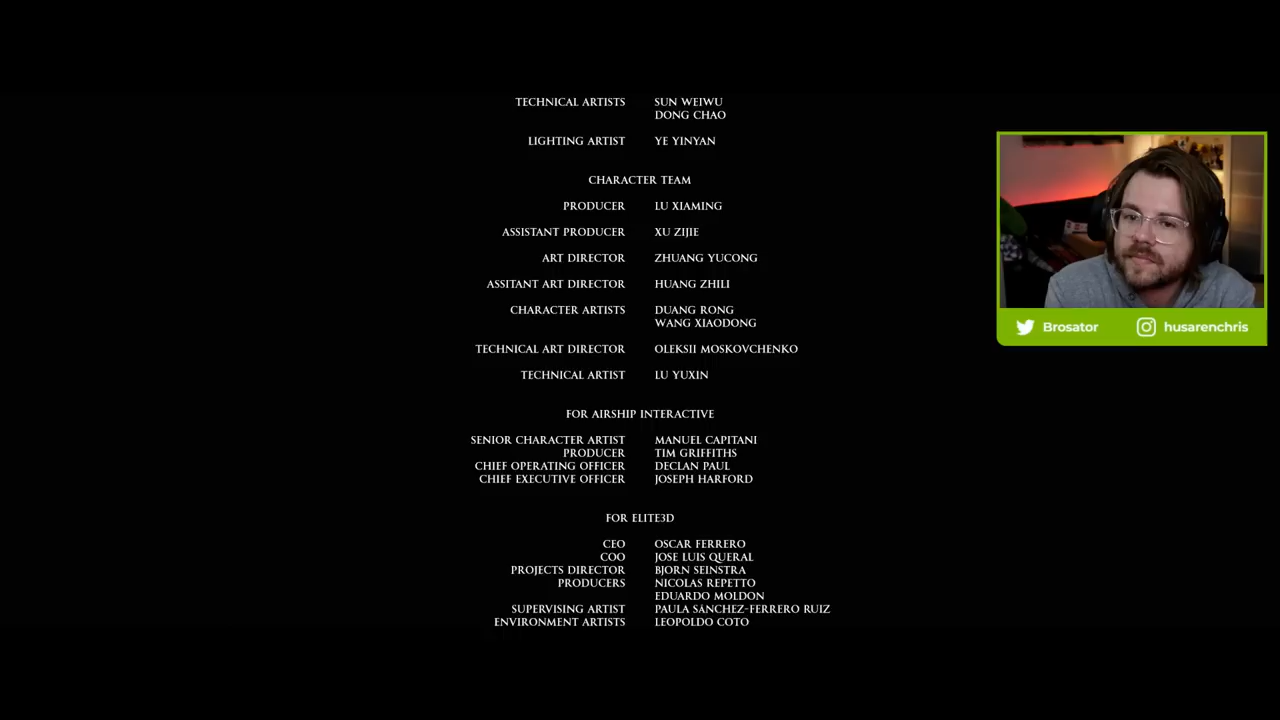 TECHNICAL ARTISTS SUN WEIWU
DONG CHAO
LIGHTING ARTIST YE YINYAN
CHARACTER TEAM
PRODUCER LU XIAMING
ASSISTANT PRODUCER XU ZIJIE
ART DIRECTOR ZHUANG YUCONG
ASSITANT ART DIRECTOR HUANG ZHILI
CHARACTER ARTISTS DUANG RONG
WANG XIAODONG
TECHNICAL ART DIRECTOR OLEKSII MOSKOVCHENKO
TECHNICAL ARTIST LU YUXIN
FOR AIRSHIP INTERACTIVE
SENIOR CHARACTER ARTIST MANUEL CAPITANI
PRODUCER TIM GRIFFITHS
CHIEF OPERATING OFFICER DECLAN PAUL
CHIEF EXECUTIVE OFFICER JOSEPH HARFORD
FOR ELITE3D
CEO OSCAR FERRERO
COO JOSE LUIS QUERAL
PROJECTS DIRECTOR BJORN SEINSTRA
PRODUCERS NICOLAS REPETTO
EDUARDO MOLDON
SUPERVISING ARTIST PAULA SÁNCHEZ-FERRERO RUIZ
ENVIRONMENT ARTISTS LEOPOLDO COTO
Brosator husarenchris